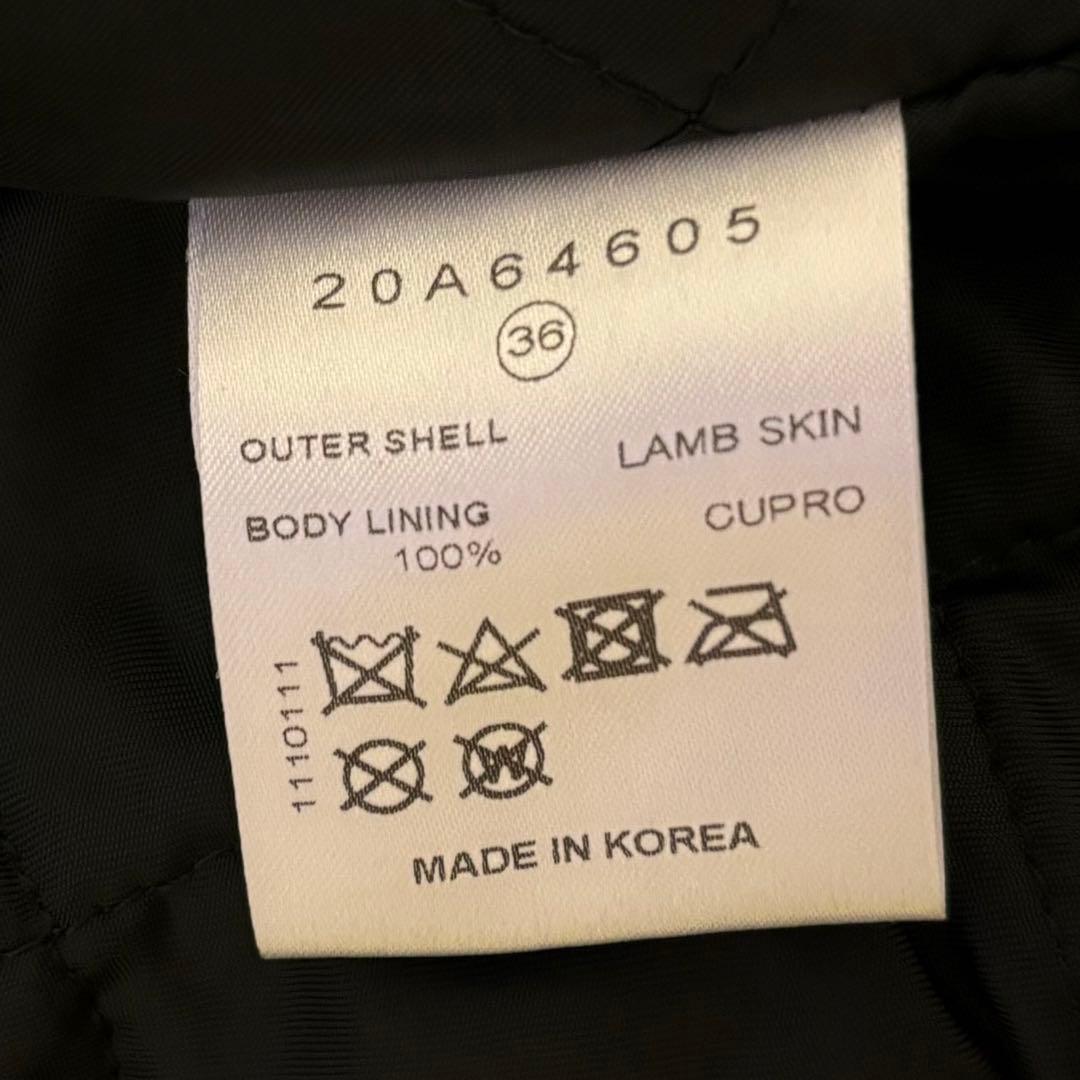 20A64605
36
OUTER SHELL LAMB SKIN
BODY LINING CUPRO
100%
1110111
W
MADE IN KOREA